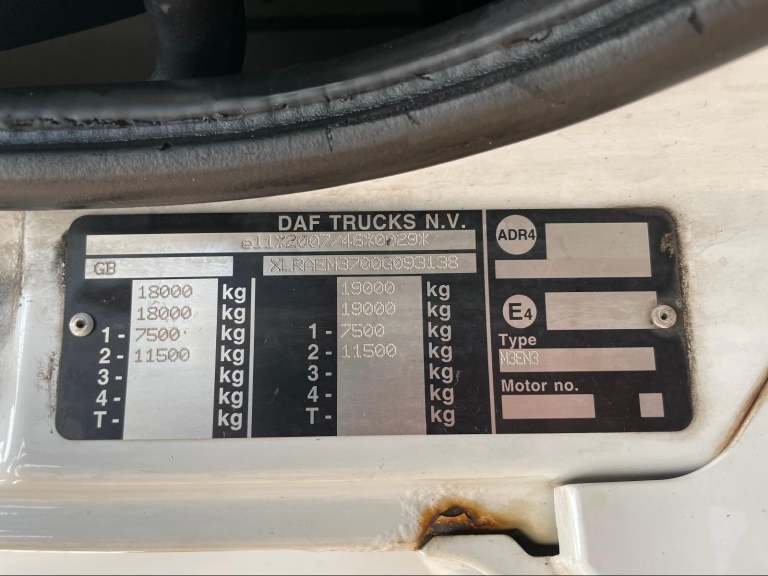 DAF TRUCKS N.V.
e11*2007/46*0029*
GB XLRAEM3700G093138
18000 kg 19000 kg
18000 kg 19000 kg
1- 7500 kg 1- 7500 kg
2- 11500 kg 2- 11500 kg
3- kg 3- kg
4- kg 4- kg
T- kg T- kg
ADR4
E4
Type
M3EN3
Motor no.